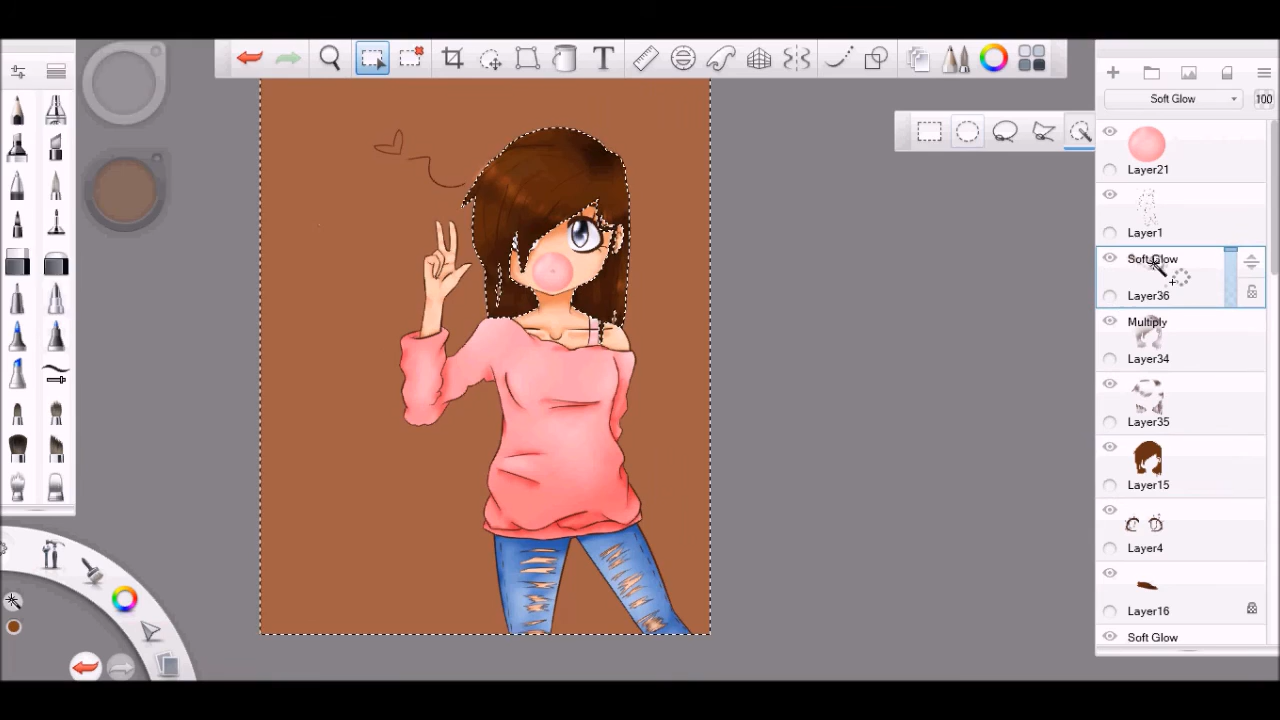 T
Soft Glow
100
Layer21
Layer1
Soft Glow
Layer36
Multiply
Layer34
Layer35
Layer15
Layer4
Layer16
Soft Glow